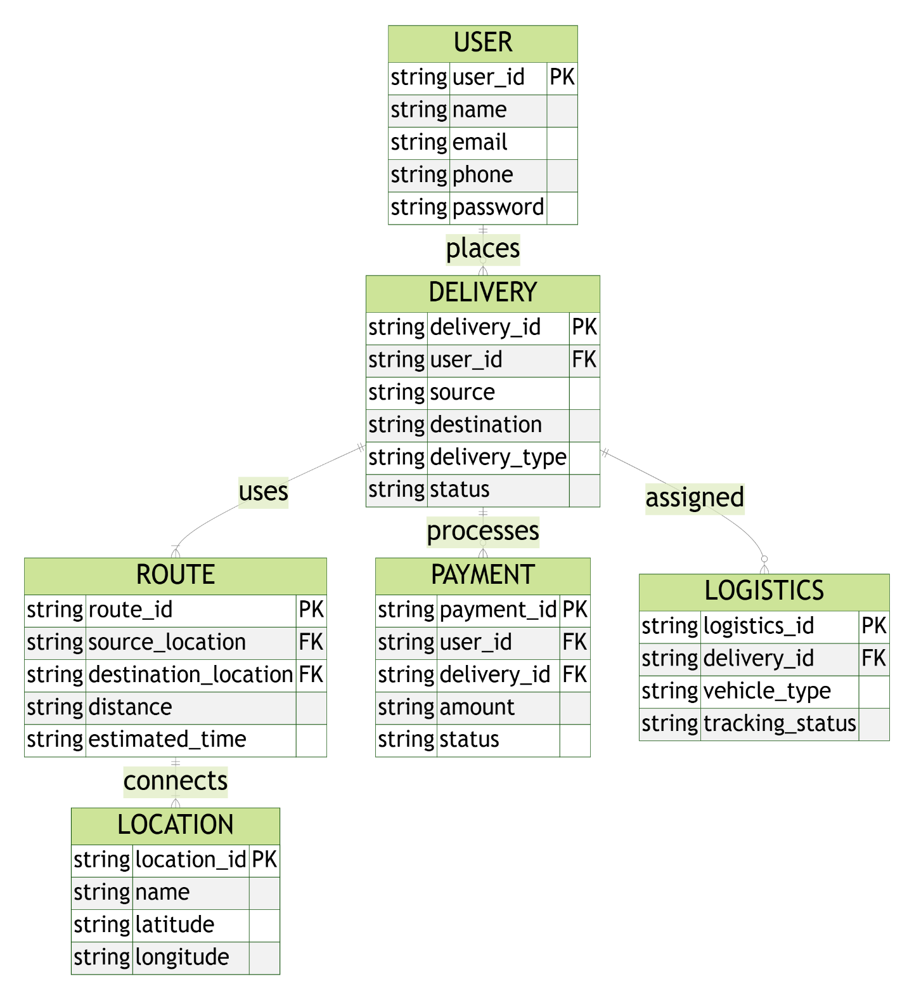 USER
string user_id PK
string name
string email
string phone
string password
places
DELIVERY
string delivery_id PK
string user_id FK
string source
string destination
string delivery_type
string status
uses
processes
assigned
ROUTE
string route_id PK
string source_location FK
string destination_location FK
string distance
string estimated_time
PAYMENT
string payment_id PK
string user_id FK
string delivery_id FK
string amount
string status
LOGISTICS
string logistics_id PK
string delivery_id FK
string vehicle_type
string tracking_status
connects
LOCATION
string location_id PK
string name
string latitude
string longitude